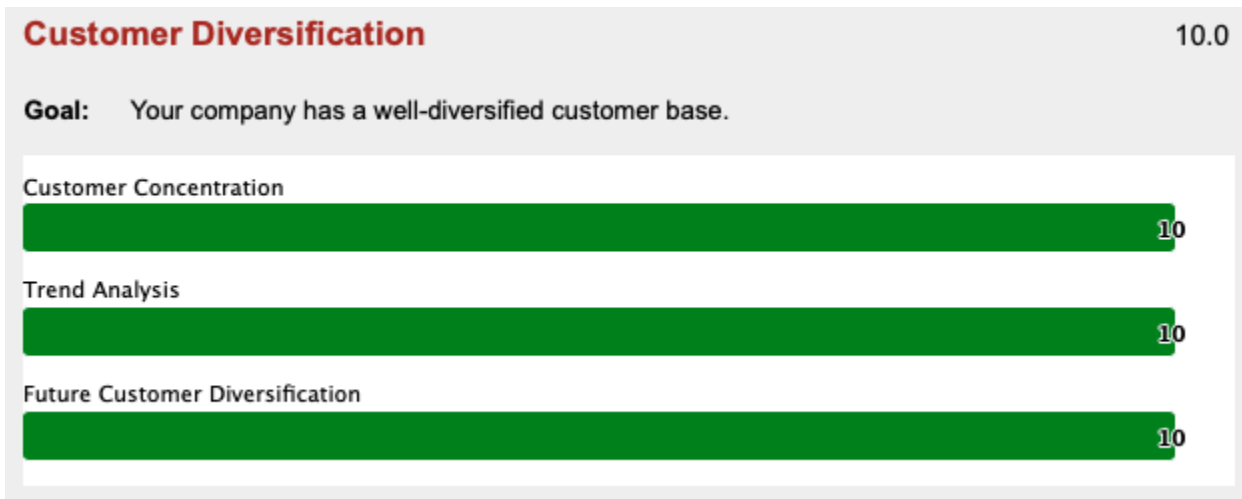 Customer Diversification 10.0
Goal: Your company has a well-diversified customer base.
Customer Concentration
10
Trend Analysis
10
Future Customer Diversification
10